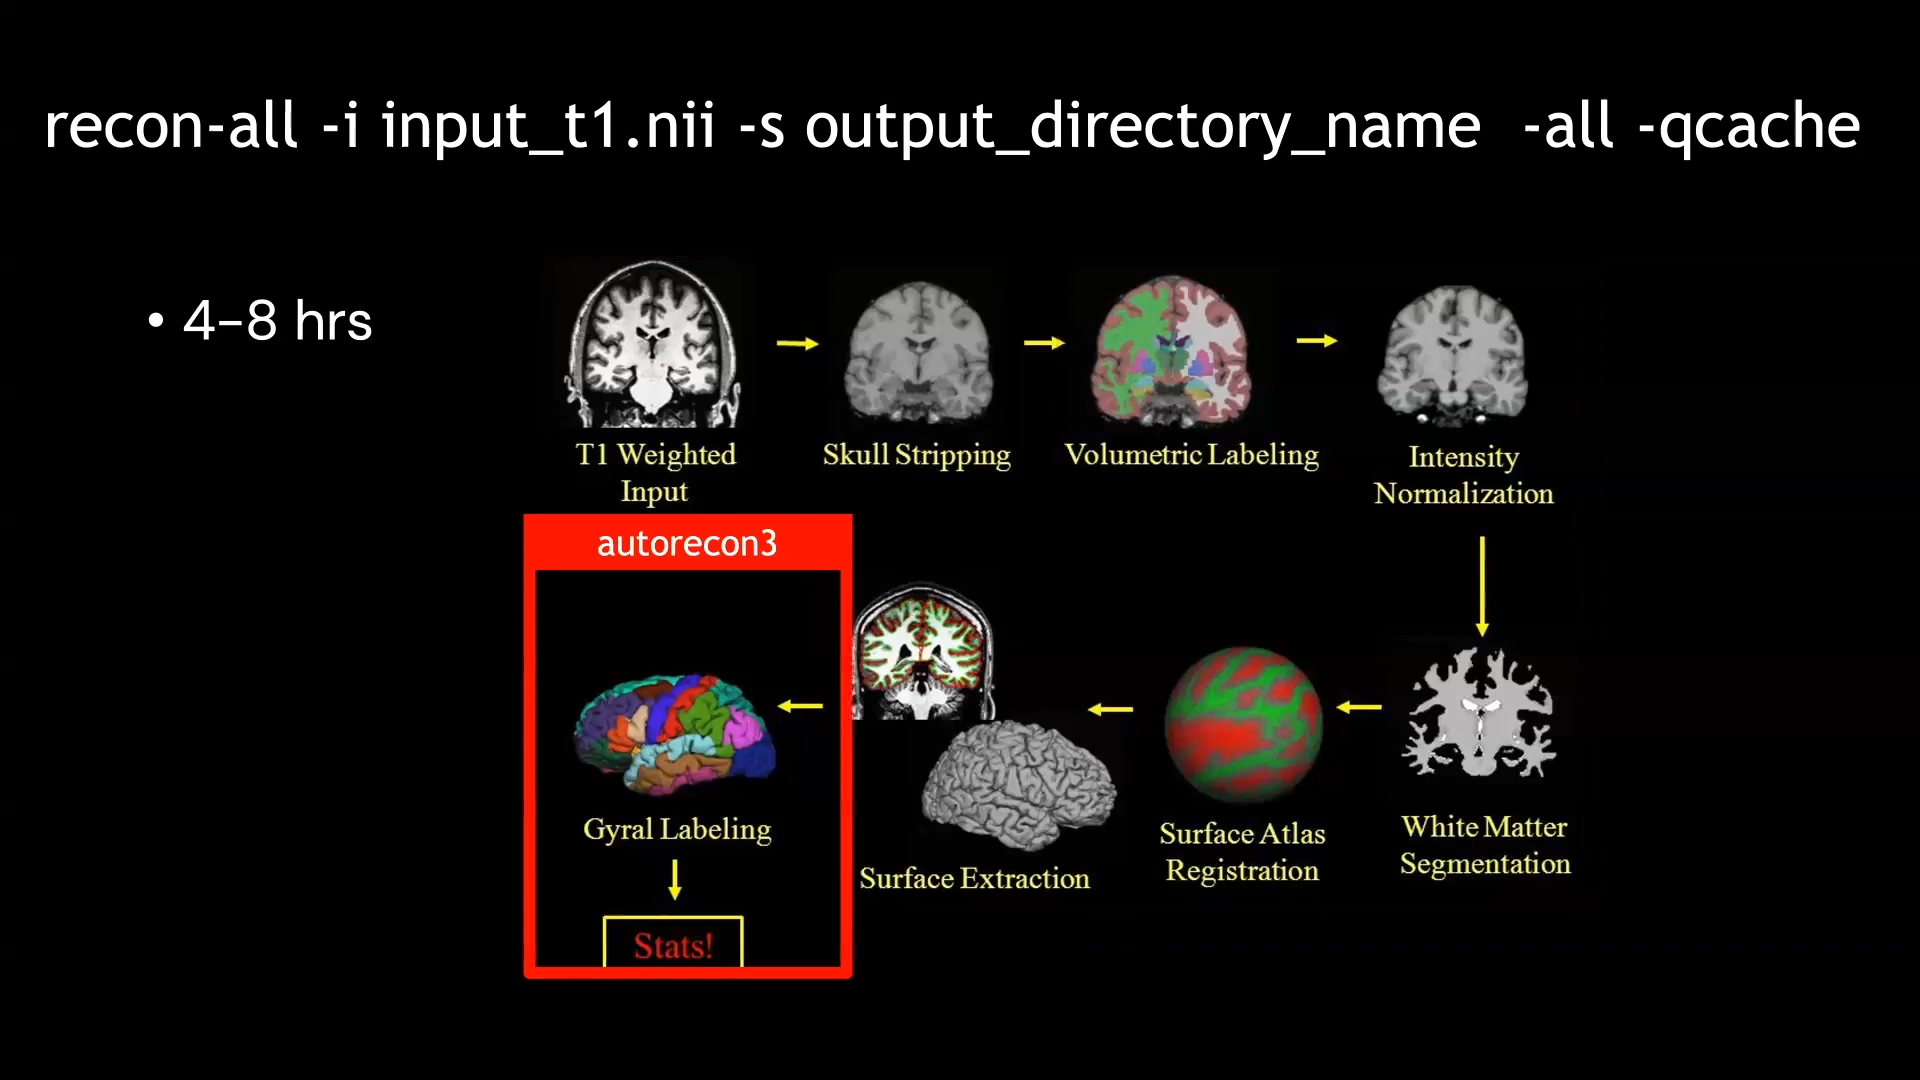 recon-all -i input_t1.nii -s output_directory_name -all -qcache
• 4–8 hrs
T1 Weighted
Input
Skull Stripping
Volumetric Labeling
Intensity
Normalization
autorecon3
Gyral Labeling
Stats!
Surface Extraction
Surface Atlas
Registration
White Matter
Segmentation